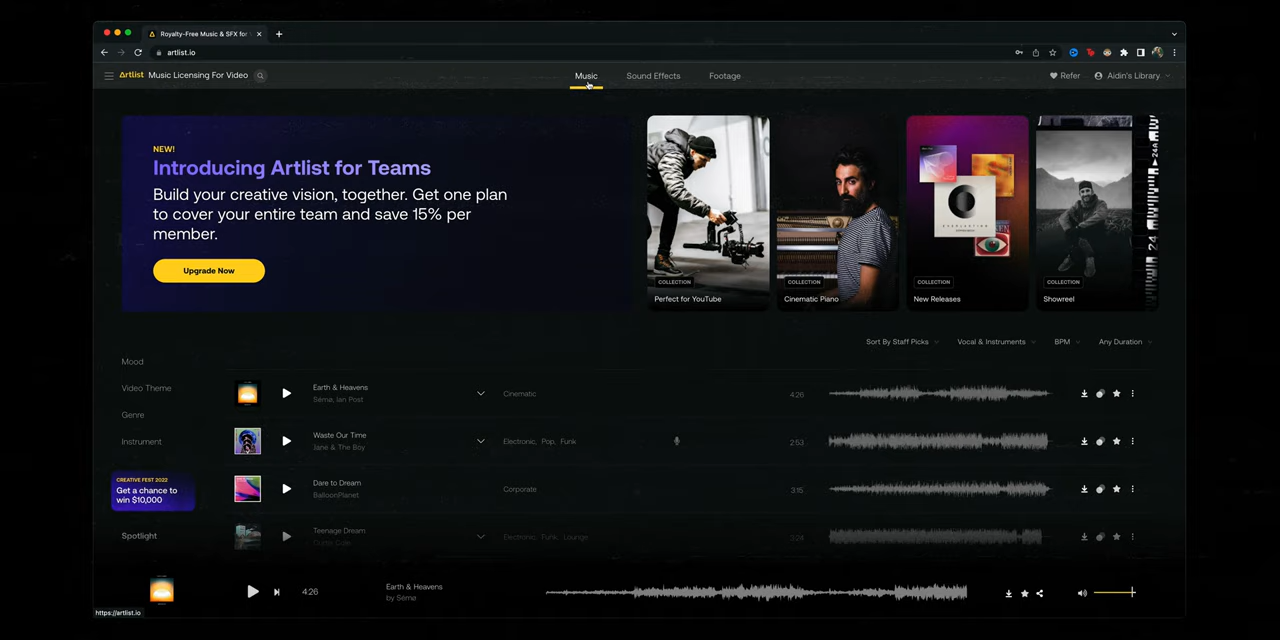 Royalty-Free Music & SFX for
artlist.io
Artlist Music Licensing For Video
Music
Sound Effects
Footage
Refer
Aidin's Library
NEW!
Introducing Artlist for Teams
Build your creative vision, together. Get one plan
to cover your entire team and save 15% per
member.
Upgrade Now
COLLECTION
Perfect for YouTube
COLLECTION
Cinematic Piano
COLLECTION
New Releases
COLLECTION
Showreel
Sort By Staff Picks
Vocal & Instruments
BPM
Any Duration
Mood
Video Theme
Genre
Instrument
CREATIVE FEST 2022
Get a chance to
win $10,000
Spotlight
Earth & Heavens
Sémø, Ian Post
Cinematic
4:26
Waste Our Time
Jane & The Boy
Electronic, Pop, Funk
2:53
Dare to Dream
BalloonPlanet
Corporate
3:15
Teenage Dream
Electronic, Funk, Lounge
3:24
4:26
Earth & Heavens
by Sémø
https://artlist.io